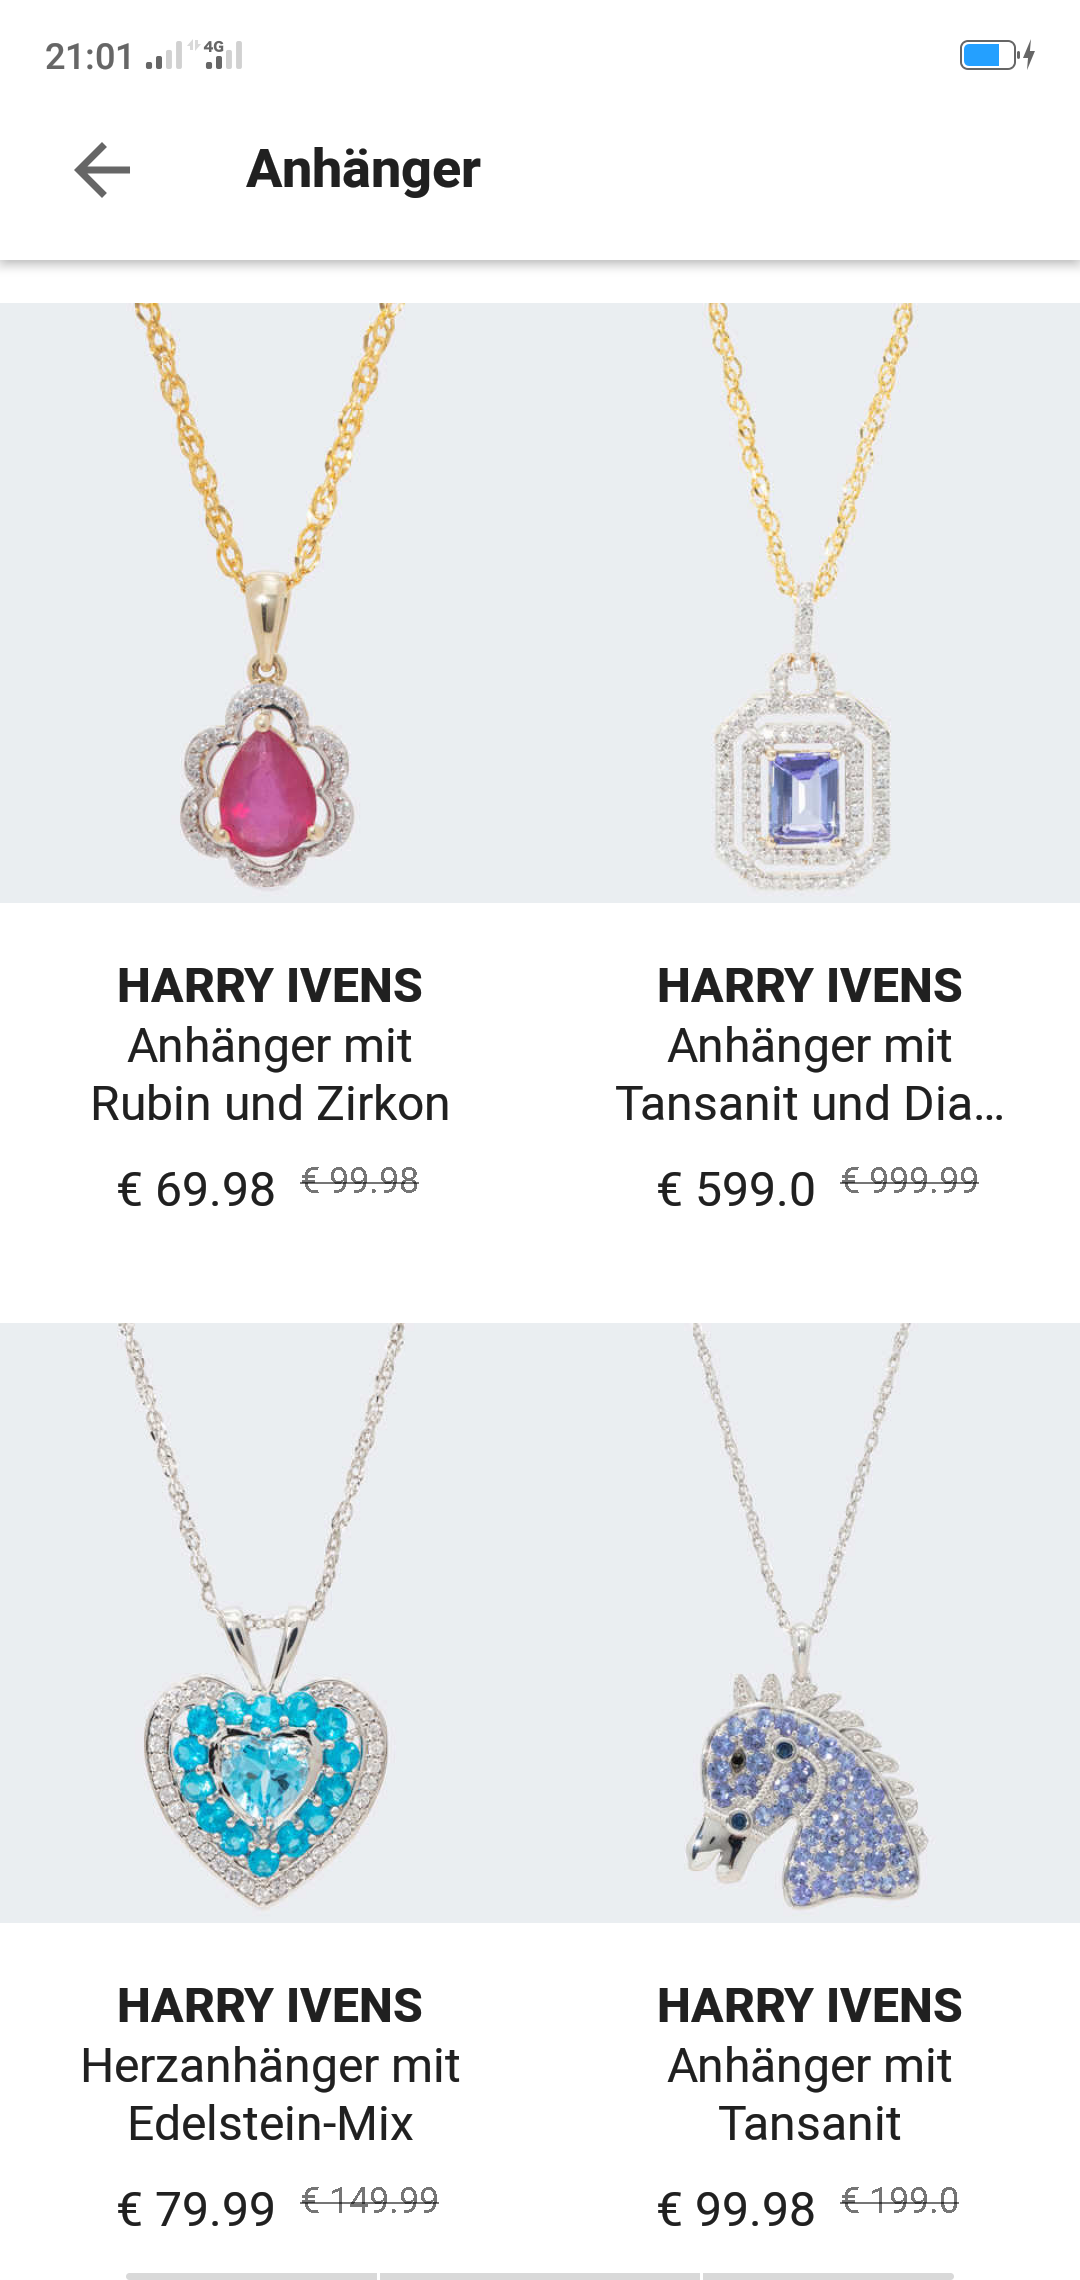 21:01
4G
Anhänger
HARRY IVENS
Anhänger mit
Rubin und Zirkon
€ 69.98 € 99.98
HARRY IVENS
Anhänger mit
Tansanit und Dia...
€ 599.0 € 999.99
HARRY IVENS
Herzanhänger mit
Edelstein-Mix
€ 79.99 € 149.99
HARRY IVENS
Anhänger mit
Tansanit
€ 99.98 € 199.0